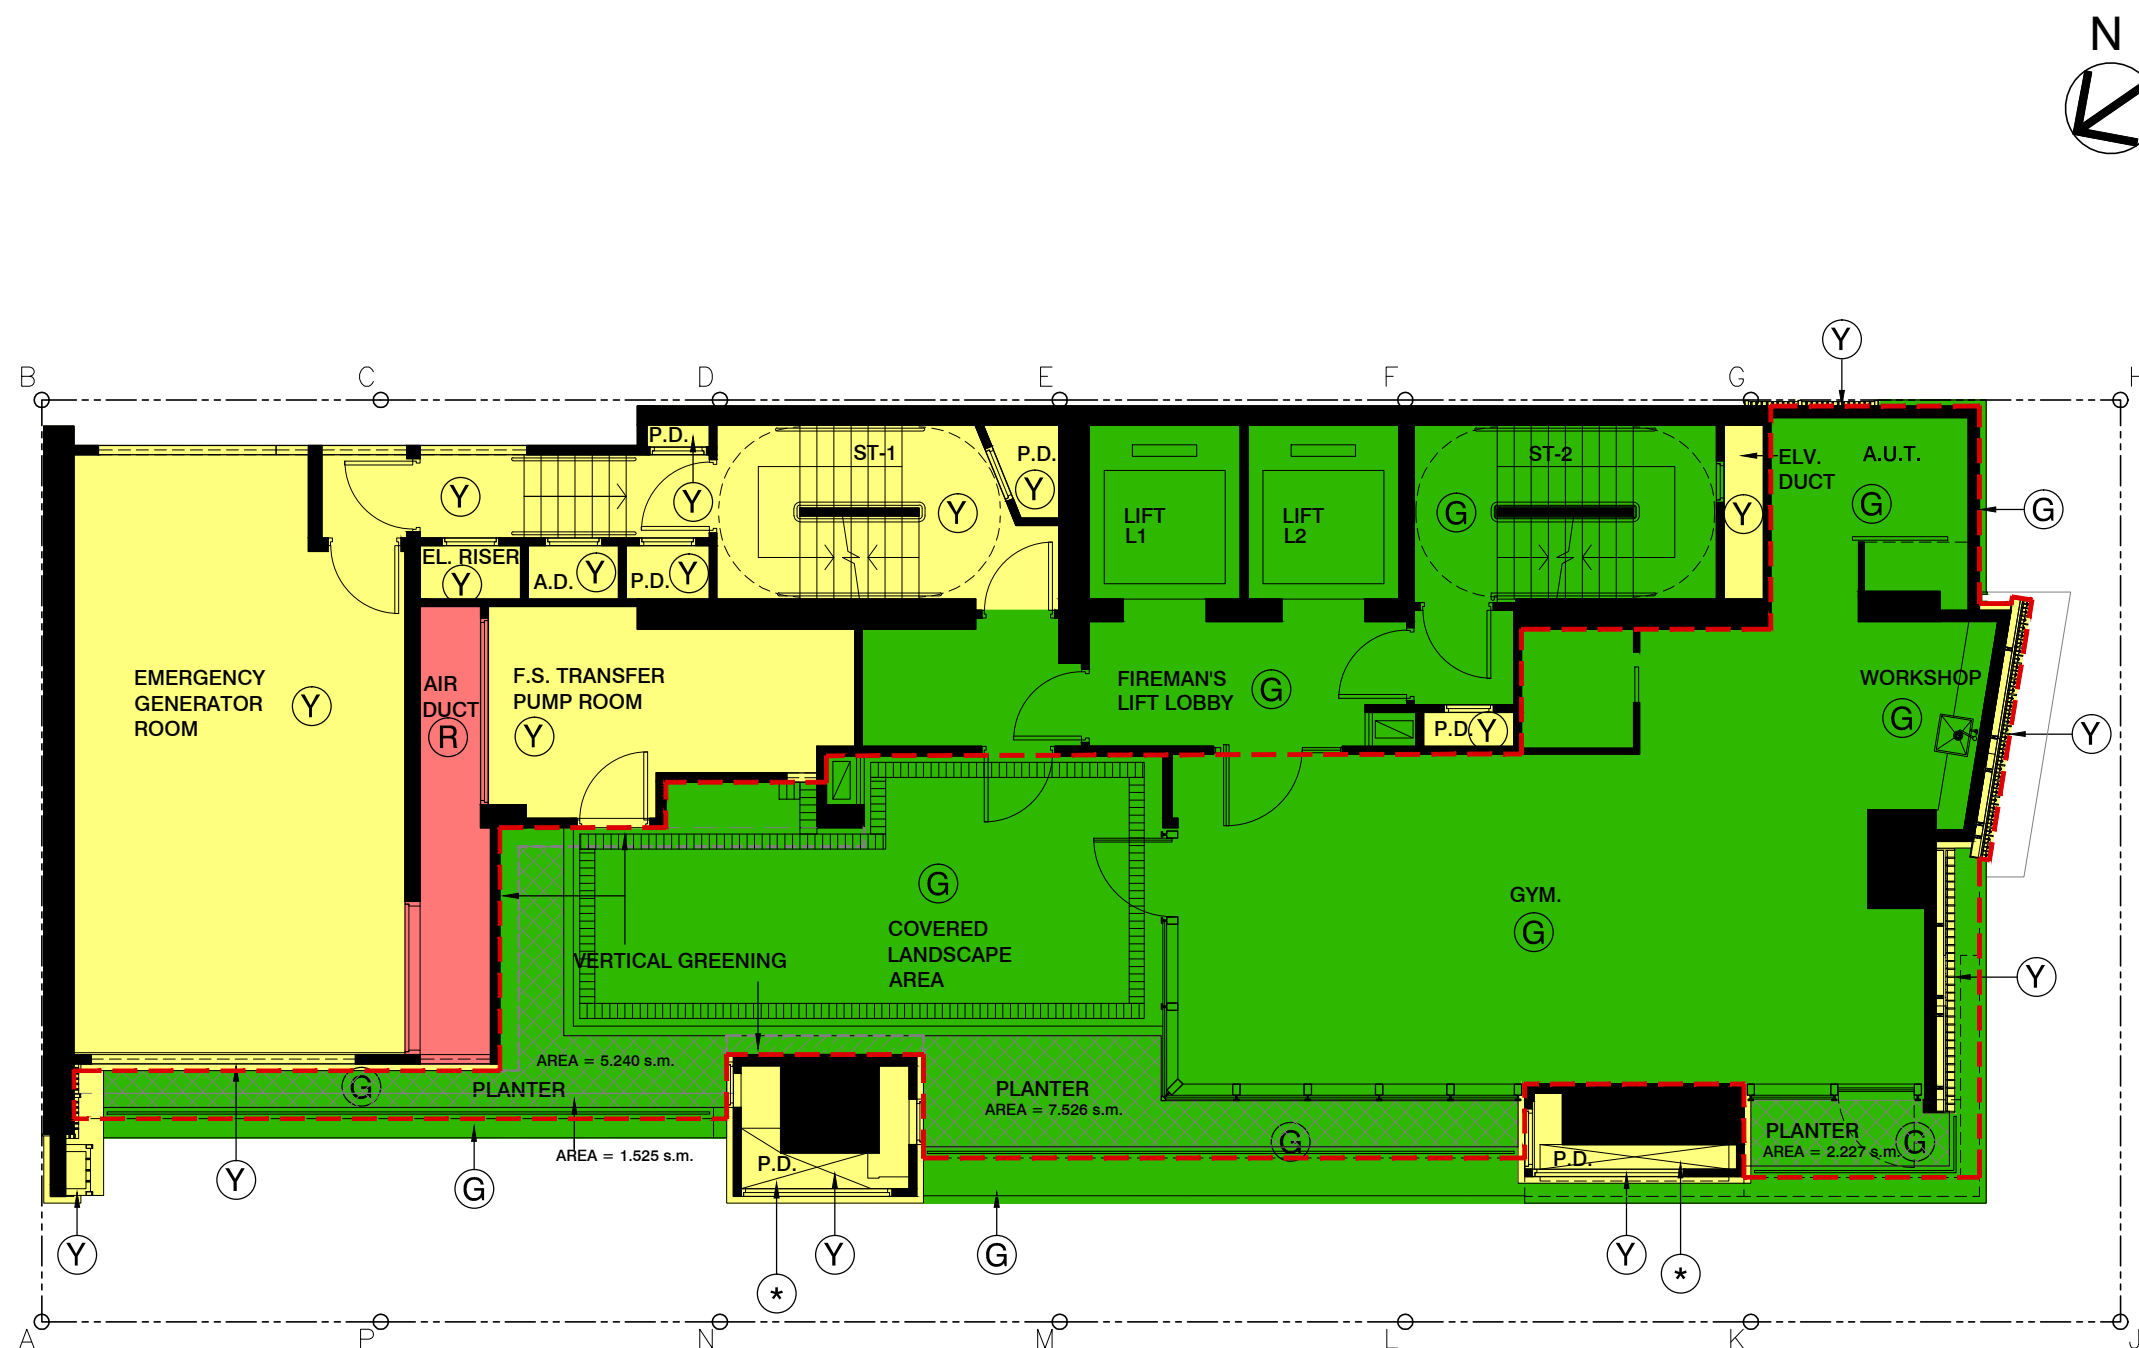 N
Y
B
C
D
E
F
G
H
P.D.
ST-1
P.D.
ST-2
ELV.
DUCT
A.U.T.
Y
Y
Y
Y
G
Y
G
G
LIFT
L1
LIFT
L2
EL. RISER
Y
A.D.
Y
P.D.
Y
EMERGENCY
GENERATOR
ROOM
Y
AIR
DUCT
R
F.S. TRANSFER
PUMP ROOM
Y
FIREMAN'S
LIFT LOBBY
G
P.D.
Y
WORKSHOP
G
Y
G
COVERED
LANDSCAPE
AREA
GYM.
G
VERTICAL GREENING
Y
AREA = 5.240 s.m.
G
PLANTER
PLANTER
AREA = 7.526 s.m.
G
PLANTER
AREA = 2.227 s.m.
G
AREA = 1.525 s.m.
P.D.
P.D.
Y
G
Y
Y
G
Y
*
*
A
P
N
M
L
K
J